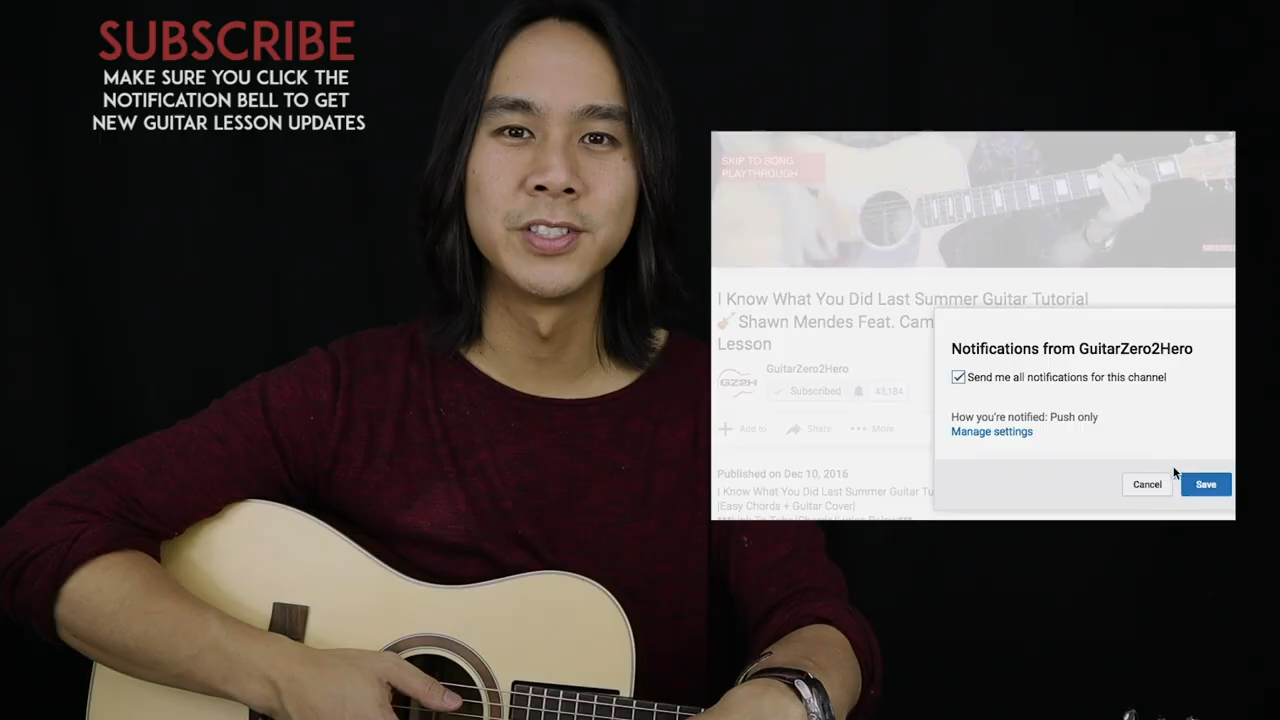 SUBSCRIBE
MAKE SURE YOU CLICK THE
NOTIFICATION BELL TO GET
NEW GUITAR LESSON UPDATES
SKIP TO SONG
PLAYTHROUGH
I Know What You Did Last Summer Guitar Tutorial
🎸Shawn Mendes Feat. Cam
Lesson
GZ2H
GuitarZero2Hero
Subscribed 43,184
Add to Share More
Published on Dec 10, 2016
I Know What You Did Last Summer Guitar Tu
|Easy Chords + Guitar Cover|
Notifications from GuitarZero2Hero
Send me all notifications for this channel
How you're notified: Push only
Manage settings
Cancel Save